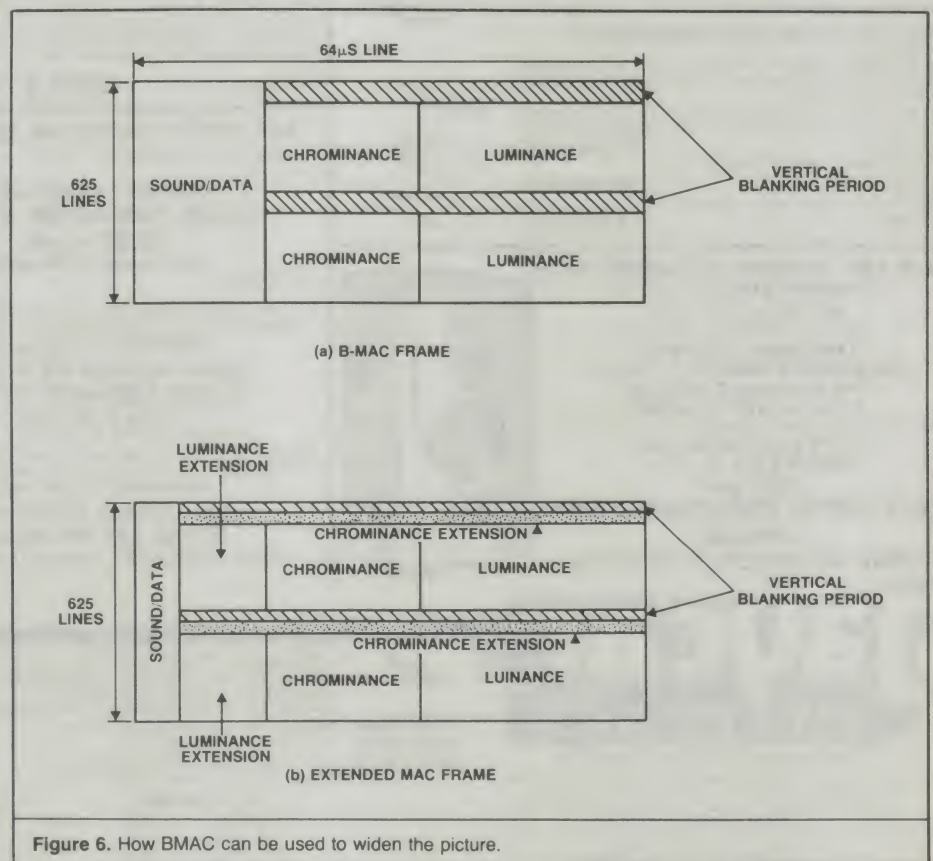 64µS LINE
625
LINES
SOUND/DATA
CHROMINANCE
LUMINANCE
VERTICAL
BLANKING PERIOD
CHROMINANCE
LUMINANCE
(a) B-MAC FRAME
LUMINANCE
EXTENSION
CHROMINANCE EXTENSION
625
LINES
SOUND/DATA
CHROMINANCE
LUMINANCE
VERTICAL
BLANKING PERIOD
CHROMINANCE EXTENSION
CHROMINANCE
LUINANCE
LUMINANCE
EXTENSION
(b) EXTENDED MAC FRAME
Figure 6. How BMAC can be used to widen the picture.